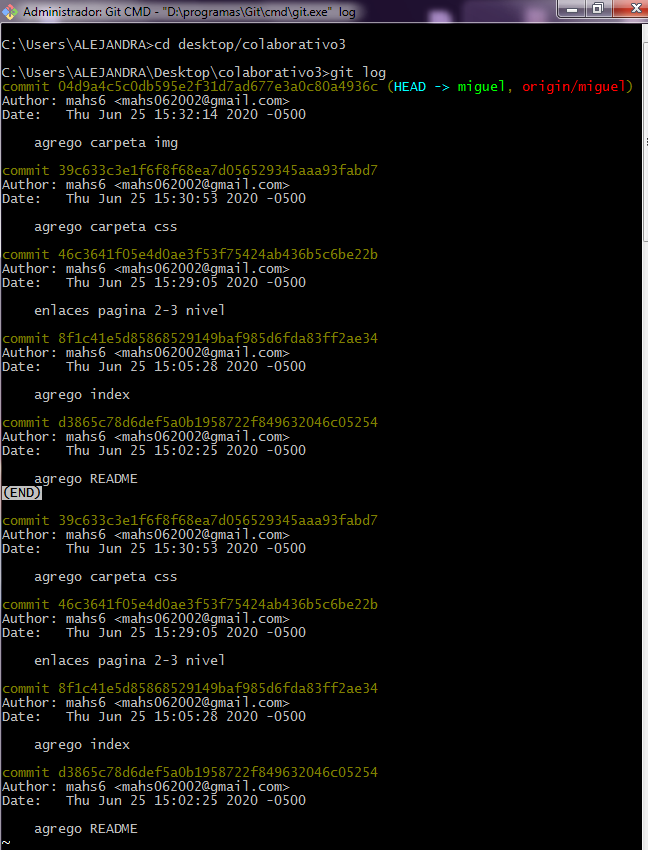 Administrador: Git CMD - "D:\programas\Git\cmd\git.exe" log
C:\Users\ALEJANDRA>cd desktop/colaborativo3
C:\Users\ALEJANDRA\Desktop\colaborativo3>git log
commit 04d9a4c5c0db595e2f31d7ad677e3a0c80a4936c (HEAD -> miguel, origin/miguel)
Author: mahs6 <mahs062002@gmail.com>
Date:   Thu Jun 25 15:32:14 2020 -0500
agrego carpeta img
commit 39c633c3e1f6f8f68ea7d056529345aaa93fabd7
Author: mahs6 <mahs062002@gmail.com>
Date:   Thu Jun 25 15:30:53 2020 -0500
agrego carpeta css
commit 46c3641f05e4d0ae3f53f75424ab436b5c6be22b
Author: mahs6 <mahs062002@gmail.com>
Date:   Thu Jun 25 15:29:05 2020 -0500
enlaces pagina 2-3 nivel
commit 8f1c41e5d85868529149baf985d6fda83ff2ae34
Author: mahs6 <mahs062002@gmail.com>
Date:   Thu Jun 25 15:05:28 2020 -0500
agrego index
commit d3865c78d6def5a0b1958722f849632046c05254
Author: mahs6 <mahs062002@gmail.com>
Date:   Thu Jun 25 15:02:25 2020 -0500
agrego README
(END)
commit 39c633c3e1f6f8f68ea7d056529345aaa93fabd7
Author: mahs6 <mahs062002@gmail.com>
Date:   Thu Jun 25 15:30:53 2020 -0500
agrego carpeta css
commit 46c3641f05e4d0ae3f53f75424ab436b5c6be22b
Author: mahs6 <mahs062002@gmail.com>
Date:   Thu Jun 25 15:29:05 2020 -0500
enlaces pagina 2-3 nivel
commit 8f1c41e5d85868529149baf985d6fda83ff2ae34
Author: mahs6 <mahs062002@gmail.com>
Date:   Thu Jun 25 15:05:28 2020 -0500
agrego index
commit d3865c78d6def5a0b1958722f849632046c05254
Author: mahs6 <mahs062002@gmail.com>
Date:   Thu Jun 25 15:02:25 2020 -0500
agrego README
~